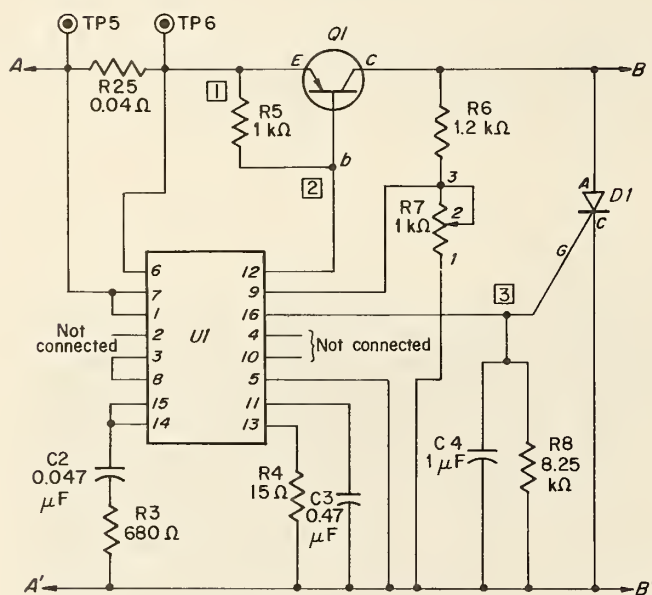 TP5
TP6
Q1
A
E
C
B
R25
0.04 Ω
1
R5
1 kΩ
R6
1.2 kΩ
b
2
3
R7
1 kΩ
2
1
A
D1
C
G
3
6
7
1
2
3
8
15
14
U1
12
9
16
4
10
5
11
13
Not
connected
} Not connected
C2
0.047
μF
R3
680 Ω
R4
15 Ω
C3
0.47
μF
C4
1 μF
R8
8.25
kΩ
A'
B